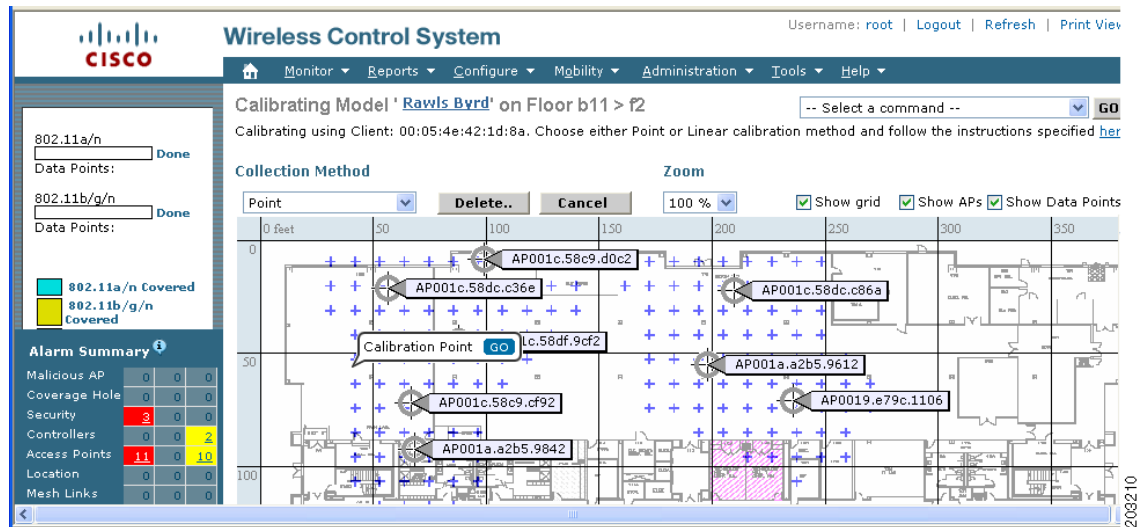 CISCO
Wireless Control System
Username: root | Logout | Refresh | Print View
Monitor Reports Configure Mobility Administration Tools Help
Calibrating Model ' Rawls Byrd' on Floor b11 > f2
-- Select a command -- GO
Calibrating using Client: 00:05:4e:42:1d:8a. Choose either Point or Linear calibration method and follow the instructions specified her
802.11a/n
Done
Data Points:
802.11b/g/n
Done
Data Points:
802.11a/n Covered
802.11b/g/n Covered
Collection Method
Zoom
Point Delete.. Cancel 100 % Show grid Show APs Show Data Points
0 feet 50 100 150 200 250 300 350
0
50
100
AP001c.58c9.d0c2
AP001c.58dc.c36e
AP001c.58dc.c86a
1c.58df.9cf2
Calibration Point GO
AP001a.a2b5.9612
AP001c.58c9.cf92
AP0019.e79c.1106
AP001a.a2b5.9842
Alarm Summary
Malicious AP 0 0 0
Coverage Hole 0 0 0
Security 3 0 0
Controllers 0 0 2
Access Points 11 0 10
Location 0 0 0
Mesh Links 0 0 0
203210